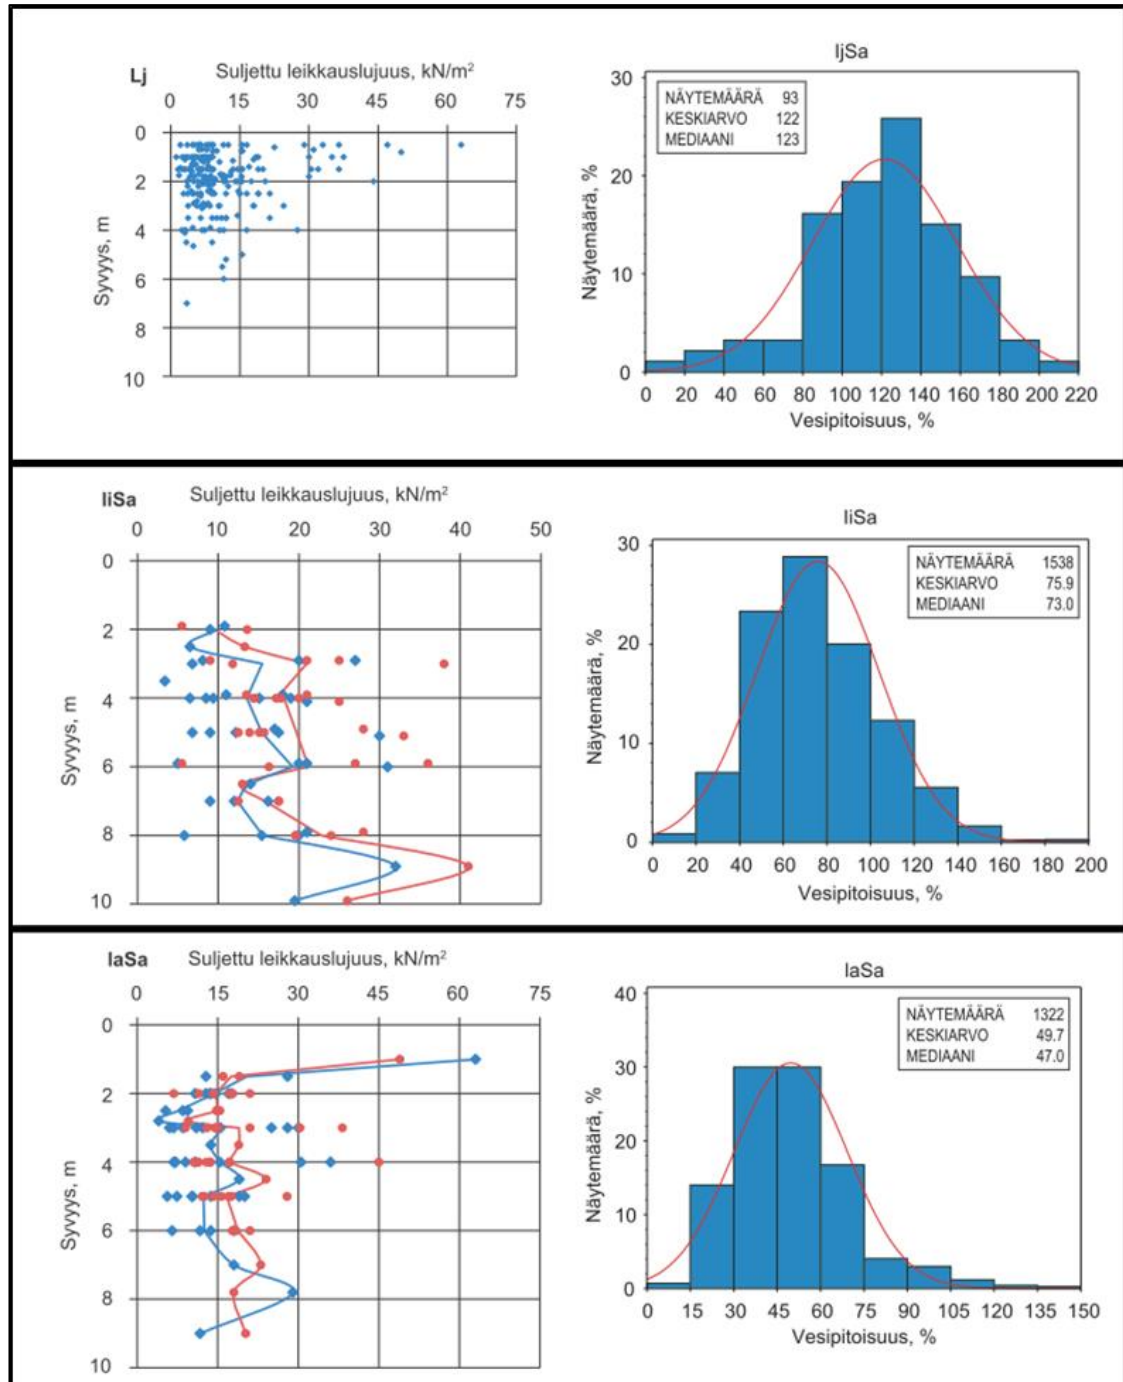 Lj
Suljettu leikkauslujuus, kN/m²
0 15 30 45 60 75
0
2
4
6
8
10
Syvyys, m
ljSa
NÄYTEMÄÄRÄ 93
KESKIARVO 122
MEDIAANI 123
30
20
10
0
Näytemäärä, %
0 20 40 60 80 100 120 140 160 180 200 220
Vesipitoisuus, %
liSa
Suljettu leikkauslujuus, kN/m²
0 10 20 30 40 50
0
2
4
6
8
10
Syvyys, m
liSa
NÄYTEMÄÄRÄ 1538
KESKIARVO 75.9
MEDIAANI 73.0
30
20
10
0
Näytemäärä, %
0 20 40 60 80 100 120 140 160 180 200
Vesipitoisuus, %
laSa
Suljettu leikkauslujuus, kN/m²
0 15 30 45 60 75
0
2
4
6
8
10
Syvyys, m
laSa
NÄYTEMÄÄRÄ 1322
KESKIARVO 49.7
MEDIAANI 47.0
40
30
20
10
0
Näytemäärä, %
0 15 30 45 60 75 90 105 120 135 150
Vesipitoisuus, %